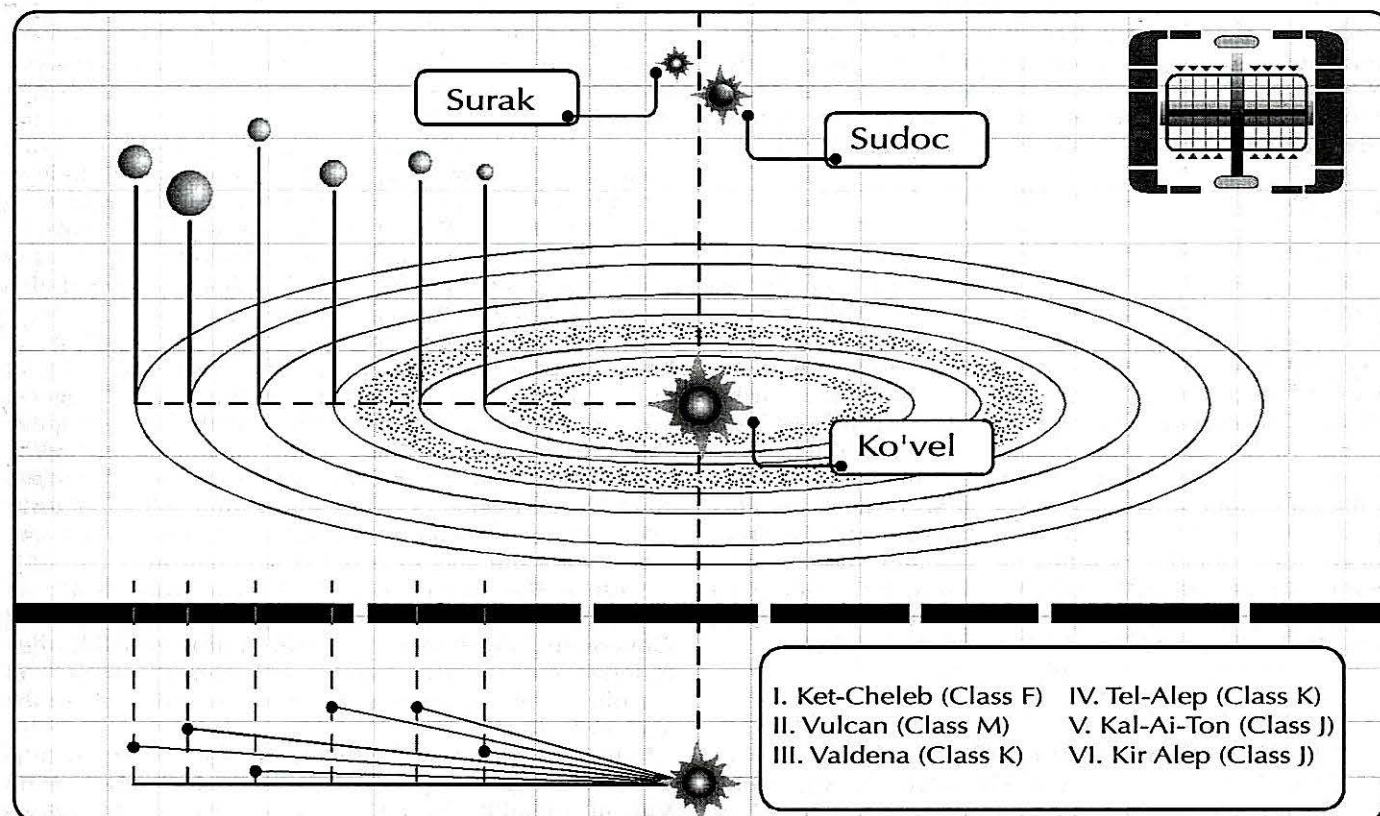 Surak
Sudoc
Ko'vel
I. Ket-Cheleb (Class F)
II. Vulcan (Class M)
III. Valdena (Class K)
IV. Tel-Alep (Class K)
V. Kal-Ai-Ton (Class J)
VI. Kir Alep (Class J)